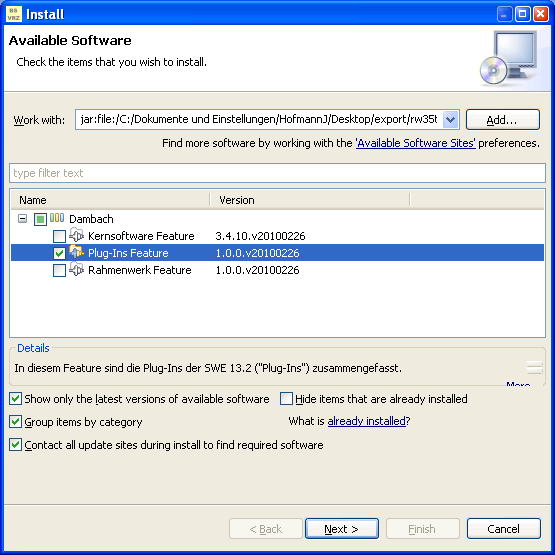 BS
VRZ
Install
Available Software
Check the items that you wish to install.
Work with: jar:file:/C:/Dokumente und Einstellungen/HofmannJ/Desktop/export/rw35t Add...
Find more software by working with the 'Available Software Sites' preferences.
type filter text
Name Version
Dambach
Kernsoftware Feature 3.4.10.v20100226
Plug-Ins Feature 1.0.0.v20100226
Rahmenwerk Feature 1.0.0.v20100226
Details
In diesem Feature sind die Plug-Ins der SWE 13.2 ("Plug-Ins") zusammengefasst.
More...
Show only the latest versions of available software Hide items that are already installed
Group items by category What is already installed?
Contact all update sites during install to find required software
< Back Next > Finish Cancel